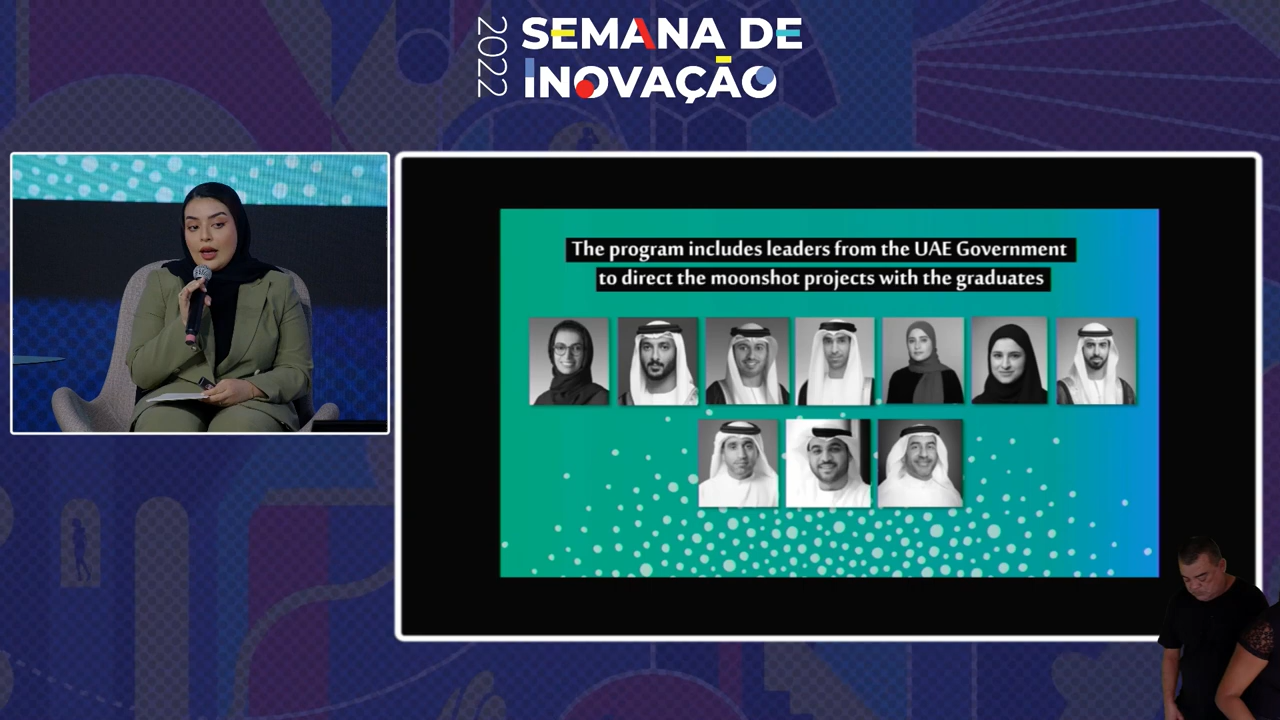 2022
SEMANA DE
INOVAÇÃO
The program includes leaders from the UAE Government
to direct the moonshot projects with the graduates